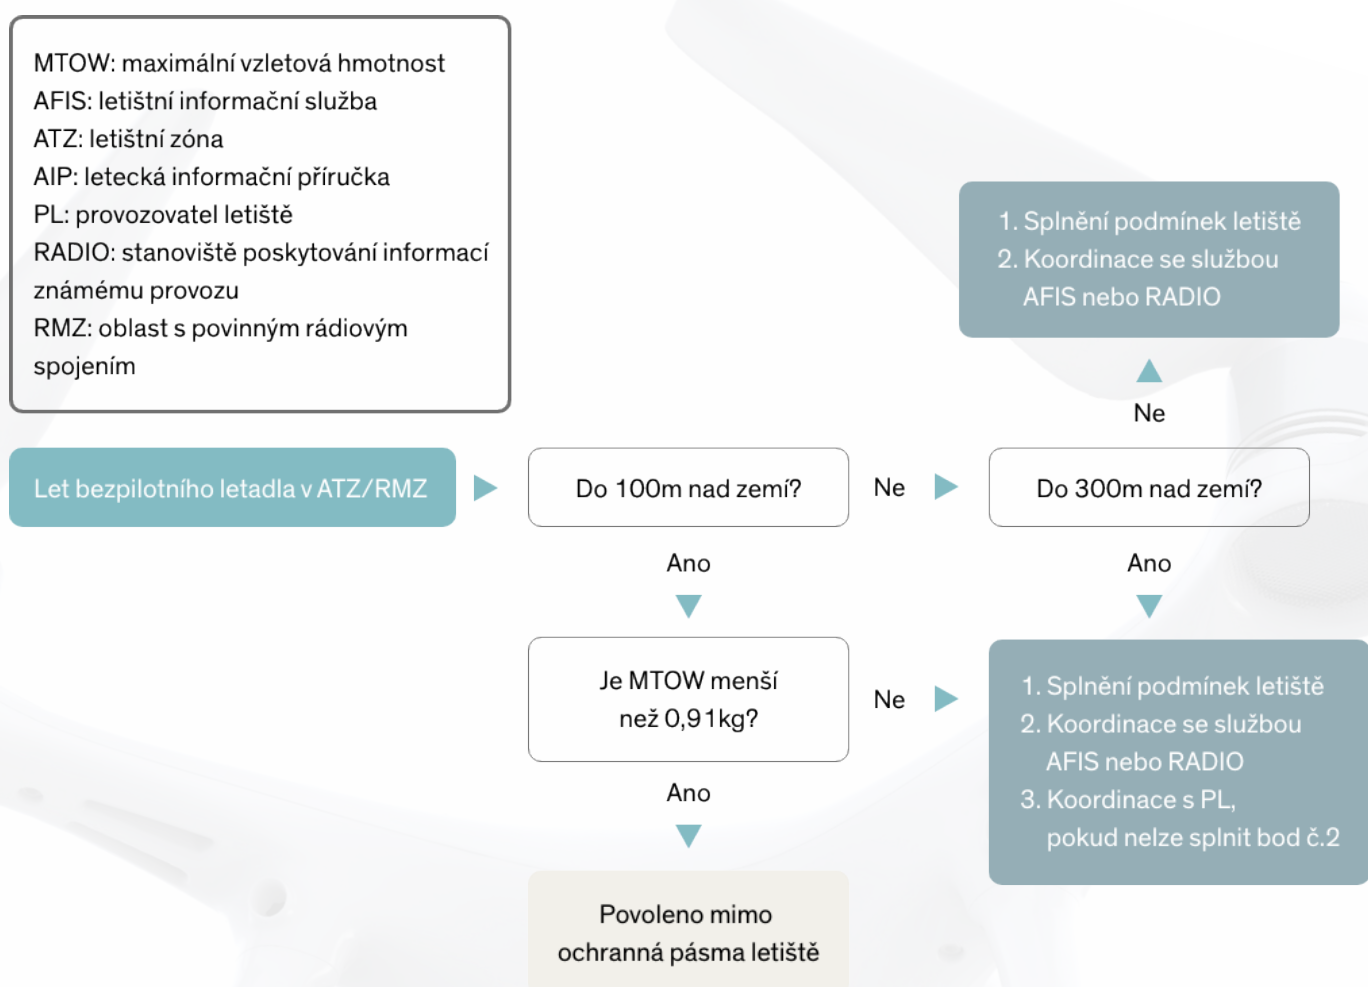 MTOW: maximální vzletová hmotnost
AFIS: letištní informační služba
ATZ: letištní zóna
AIP: letecká informační příručka
PL: provozovatel letiště
RADIO: stanoviště poskytování informací
známému provozu
RMZ: oblast s povinným rádiovým
spojením
1. Splnění podmínek letiště
2. Koordinace se službou
AFIS nebo RADIO
Ne
Let bezpilotního letadla v ATZ/RMZ
Do 100m nad zemí?
Ne
Do 300m nad zemí?
Ano
Ano
Je MTOW menší
než 0,91kg?
Ne
1. Splnění podmínek letiště
2. Koordinace se službou
AFIS nebo RADIO
3. Koordinace s PL,
pokud nelze splnit bod č.2
Ano
Povoleno mimo
ochranná pásma letiště